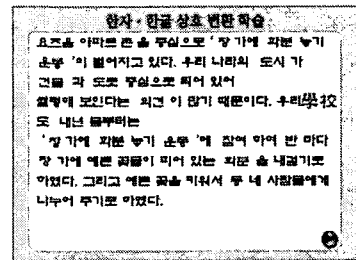 한자 · 한글 상호 변환 학습
요즈음 아파트 촌 을 중심으로 ' 창 가에 화분 놓기
운동 '이 벌어지고 있다. 우리 나라의 도시 가
건물 과 도로 중심으로 되어 있어
삭막해 보인다는 의견 이 많기 때문이다. 우리學校
도 내년 봄부터는
' 창 가에 화분 놓기 운동 '에 참여 하여 반 마다
창 가에 예쁜 꽃들이 피어 있는 화분 을 내걸기로
하였다. 그리고 예쁜 꽃을 키워서 동 네 사람들에게
나누어 주기로 하였다.